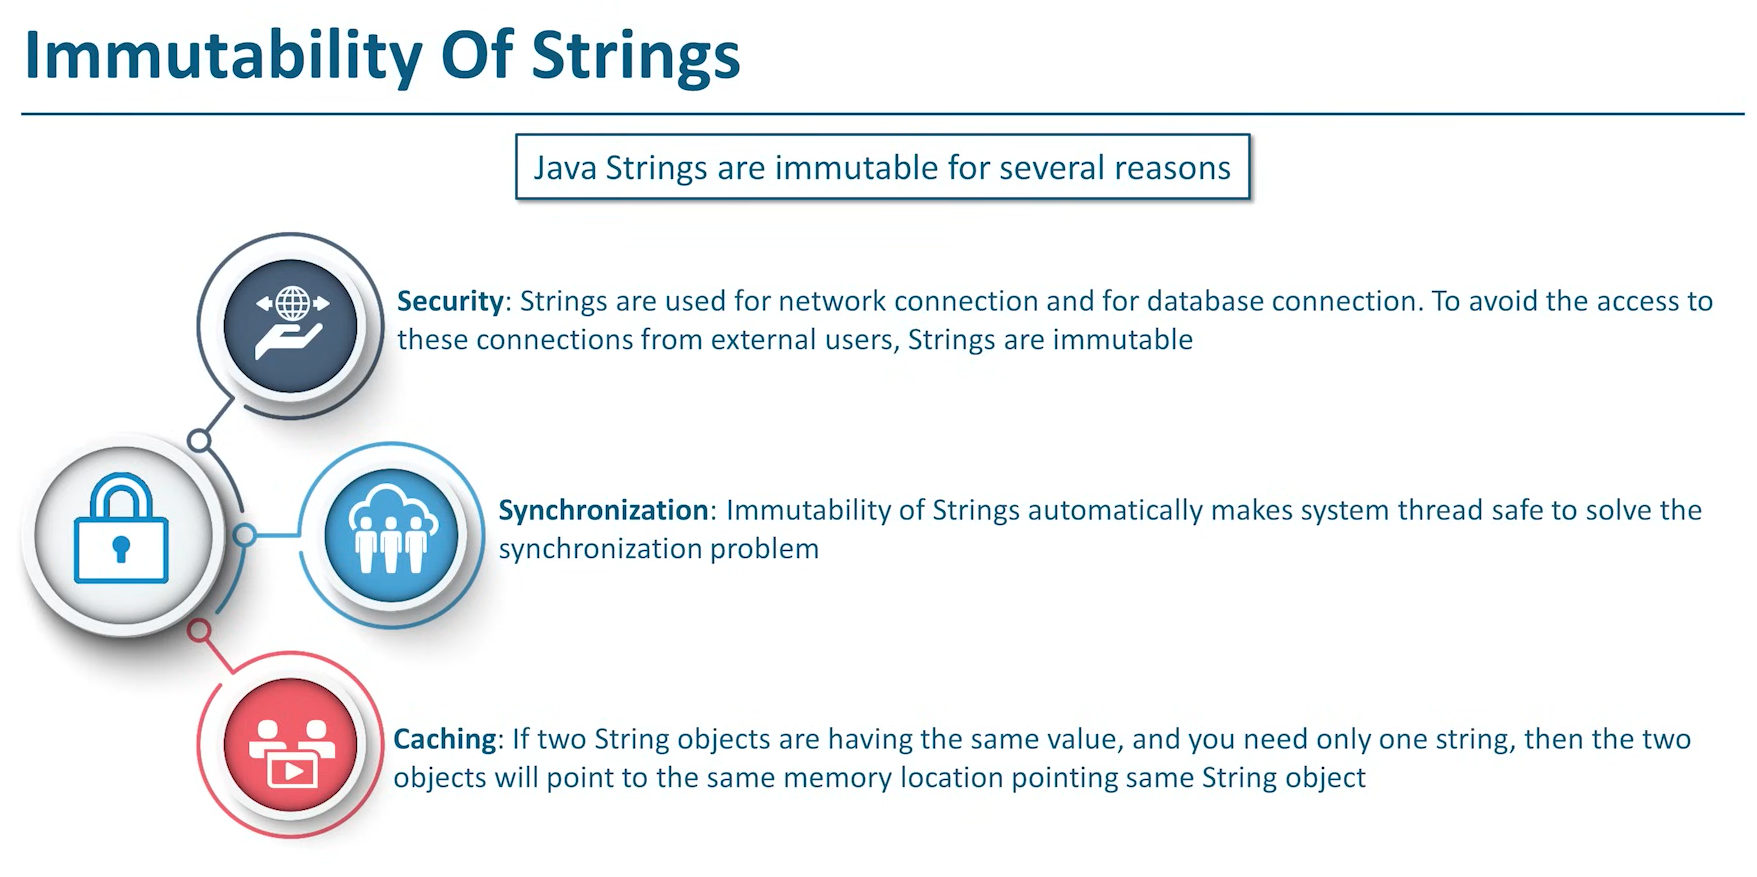 Immutability Of Strings
Java Strings are immutable for several reasons
Security: Strings are used for network connection and for database connection. To avoid the access to
these connections from external users, Strings are immutable
Synchronization: Immutability of Strings automatically makes system thread safe to solve the
synchronization problem
Caching: If two String objects are having the same value, and you need only one string, then the two
objects will point to the same memory location pointing same String object